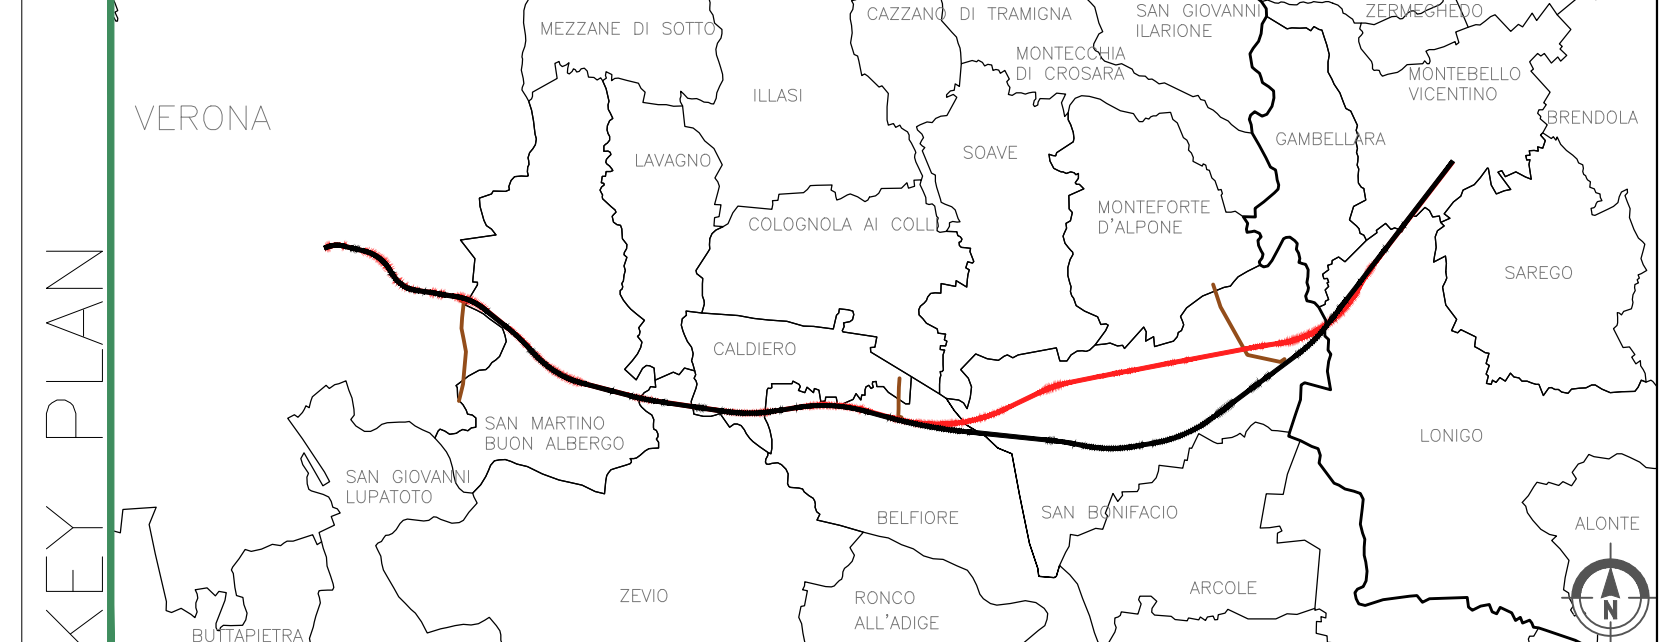 KEY PLAN
MEZZANE DI SOTTO
CAZZANO DI TRAMIGNA
SAN GIOVANNI
ILARIONE
ZERMEGHEDO
MONTECCHIA
DI CROSARA
MONTEBELLO
VICENTINO
ILLASI
VERONA
BRENDOLA
GAMBELLARA
LAVAGNO
SOAVE
MONTEFORTE
D'ALPONE
COLOGNOLA AI COLLI
SAREGO
CALDIERO
SAN MARTINO
BUON ALBERGO
LONIGO
SAN GIOVANNI
LUPATOTO
BELFIORE
SAN BONIFACIO
ALONTE
ZEVIO
RONCO
ALL'ADIGE
ARCOLE
N
BUTTAPIETRA